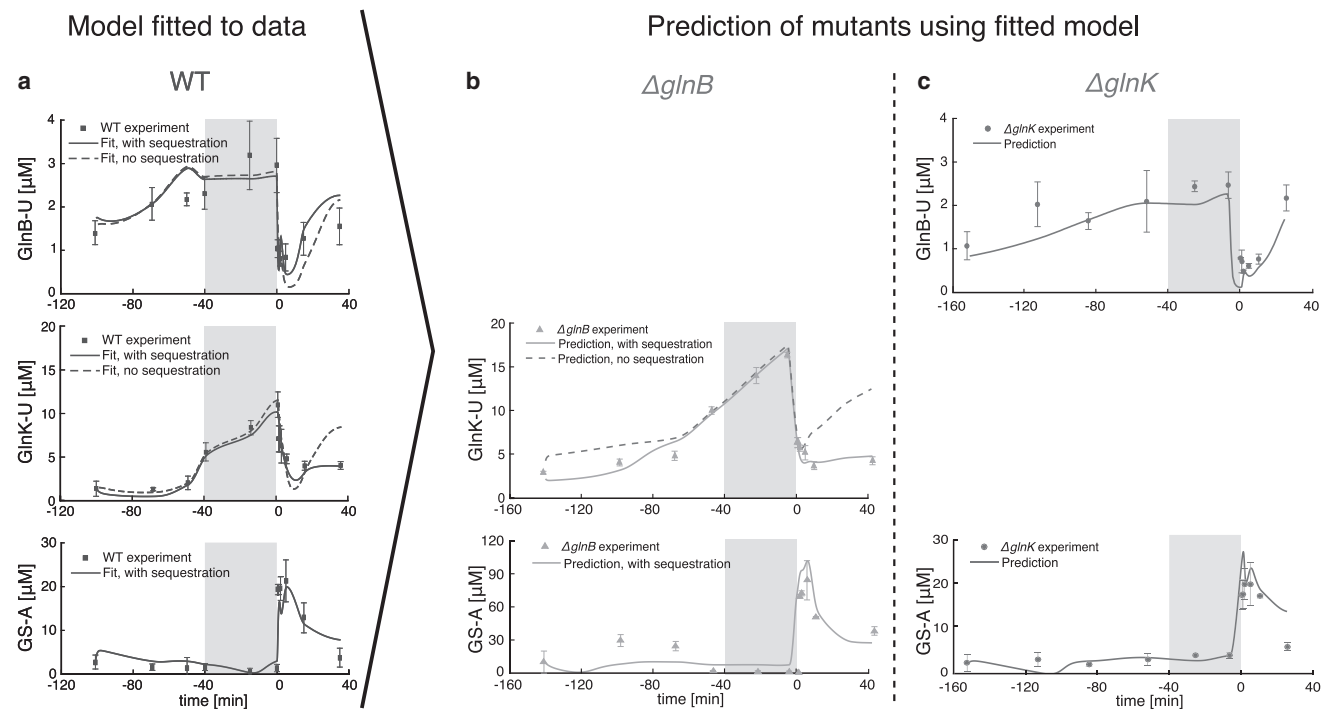 Model fitted to data
Prediction of mutants using fitted model
a
WT
4
3
2
1
0
GlnB-U [µM]
WT experiment
Fit, with sequestration
Fit, no sequestration
-120
-80
-40
0
40
20
15
10
5
0
GlnK-U [µM]
WT experiment
Fit, with sequestration
Fit, no sequestration
-120
-80
-40
0
40
30
20
10
0
GS-A [µM]
WT experiment
Fit, with sequestration
-120
-80
-40
0
40
time [min]
b
ΔglnB
20
15
10
5
0
GlnK-U [µM]
ΔglnB experiment
Prediction, with sequestration
Prediction, no sequestration
-160
-120
-80
-40
0
40
120
90
60
30
0
GS-A [µM]
ΔglnB experiment
Prediction, with sequestration
-160
-120
-80
-40
0
40
time [min]
c
ΔglnK
4
3
2
1
0
GlnB-U [µM]
ΔglnK experiment
Prediction
-160
-120
-80
-40
0
40
30
20
10
0
GS-A [µM]
ΔglnK experiment
Prediction
-160
-120
-80
-40
0
40
time [min]